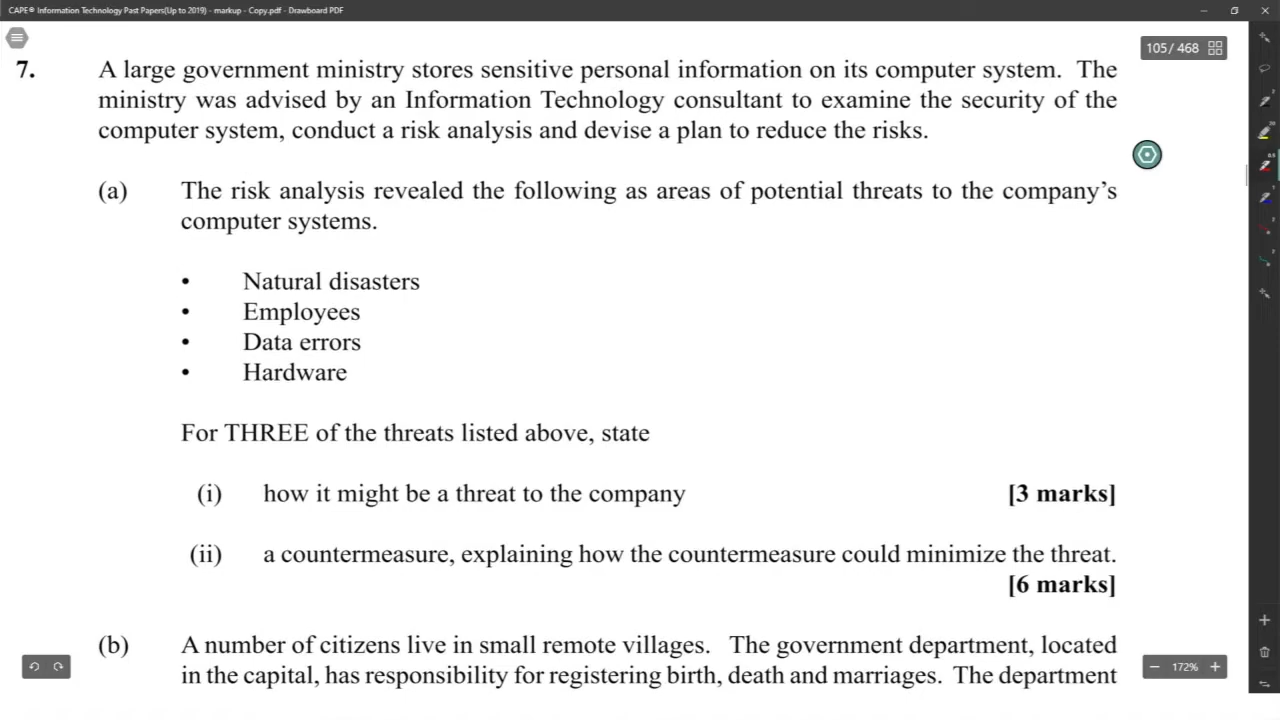 CAPE® Information Technology Past Papers(Up to 2019) - markup - Copy.pdf - Drawboard PDF
105 / 468
7. A large government ministry stores sensitive personal information on its computer system. The
ministry was advised by an Information Technology consultant to examine the security of the
computer system, conduct a risk analysis and devise a plan to reduce the risks.
(a) The risk analysis revealed the following as areas of potential threats to the company's
computer systems.
• Natural disasters
• Employees
• Data errors
• Hardware
For THREE of the threats listed above, state
(i) how it might be a threat to the company [3 marks]
(ii) a countermeasure, explaining how the countermeasure could minimize the threat.
[6 marks]
(b) A number of citizens live in small remote villages. The government department, located
in the capital, has responsibility for registering birth, death and marriages. The department
172%